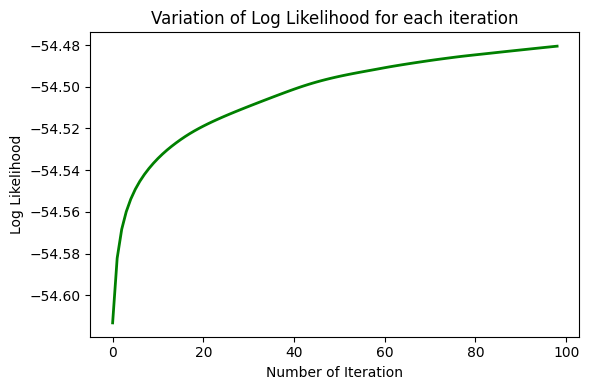 Variation of Log Likelihood for each iteration
−54.48
−54.50
−54.52
−54.54
−54.56
−54.58
−54.60
Log Likelihood
0 20 40 60 80 100
Number of Iteration